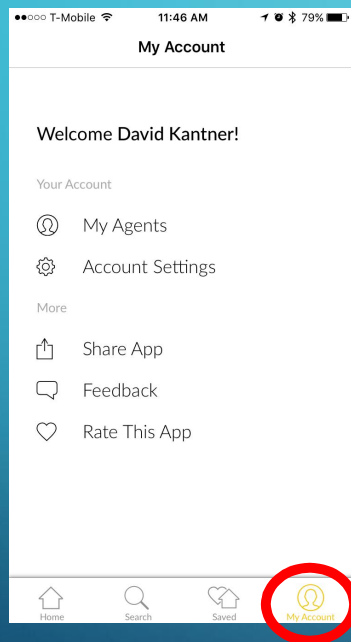 T-Mobile 11:46 AM 79%
My Account
Welcome David Kantner!
Your Account
My Agents
Account Settings
More
Share App
Feedback
Rate This App
Home Search Saved My Account